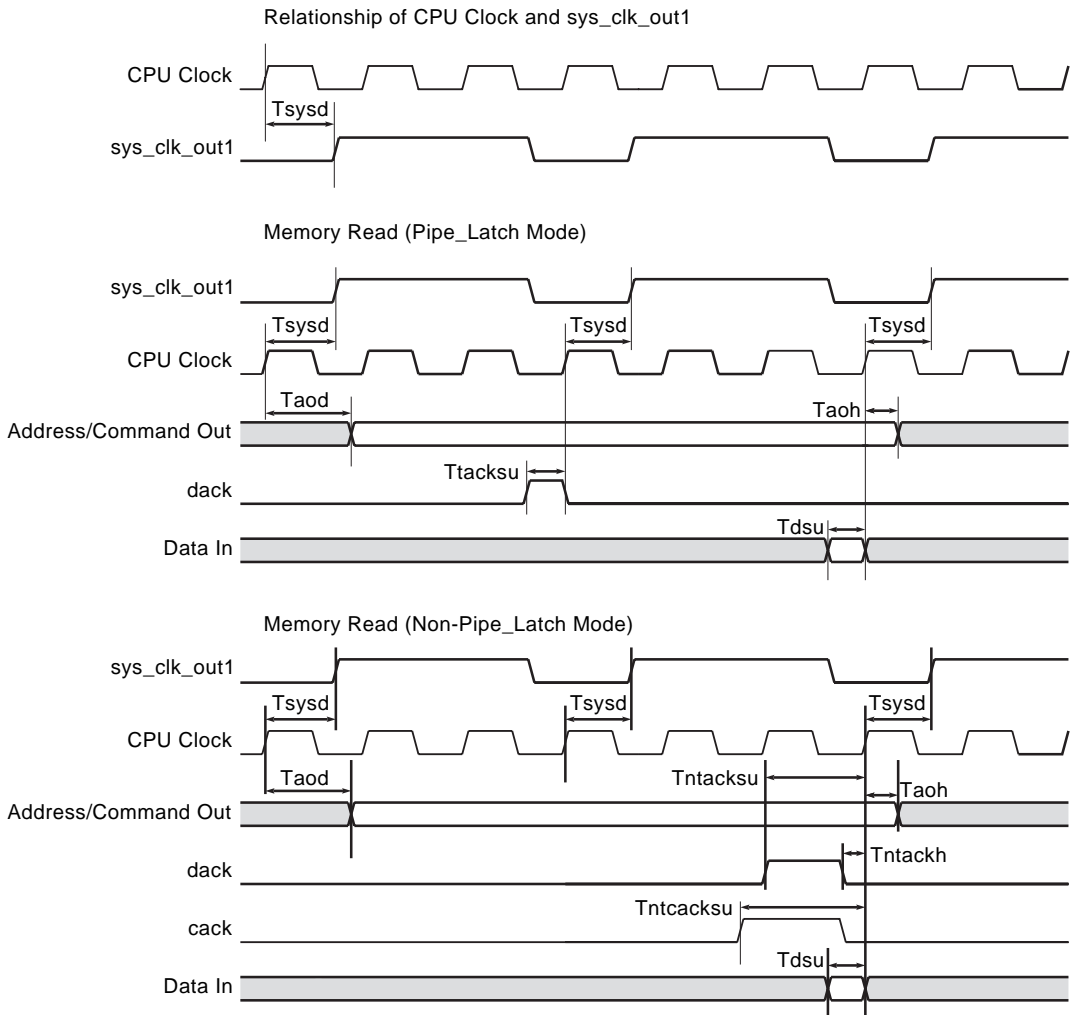 Relationship of CPU Clock and sys_clk_out1
CPU Clock
Tsysd
sys_clk_out1
Memory Read (Pipe_Latch Mode)
sys_clk_out1
Tsysd Tsysd Tsysd
CPU Clock
Taod Taoh
Address/Command Out
Ttacksu
dack
Tdsu
Data In
Memory Read (Non-Pipe_Latch Mode)
sys_clk_out1
Tsysd Tsysd Tsysd
CPU Clock
Taod Tntacksu Taoh
Address/Command Out
Tntackh
dack
Tntcacksu
cack
Tdsu
Data In